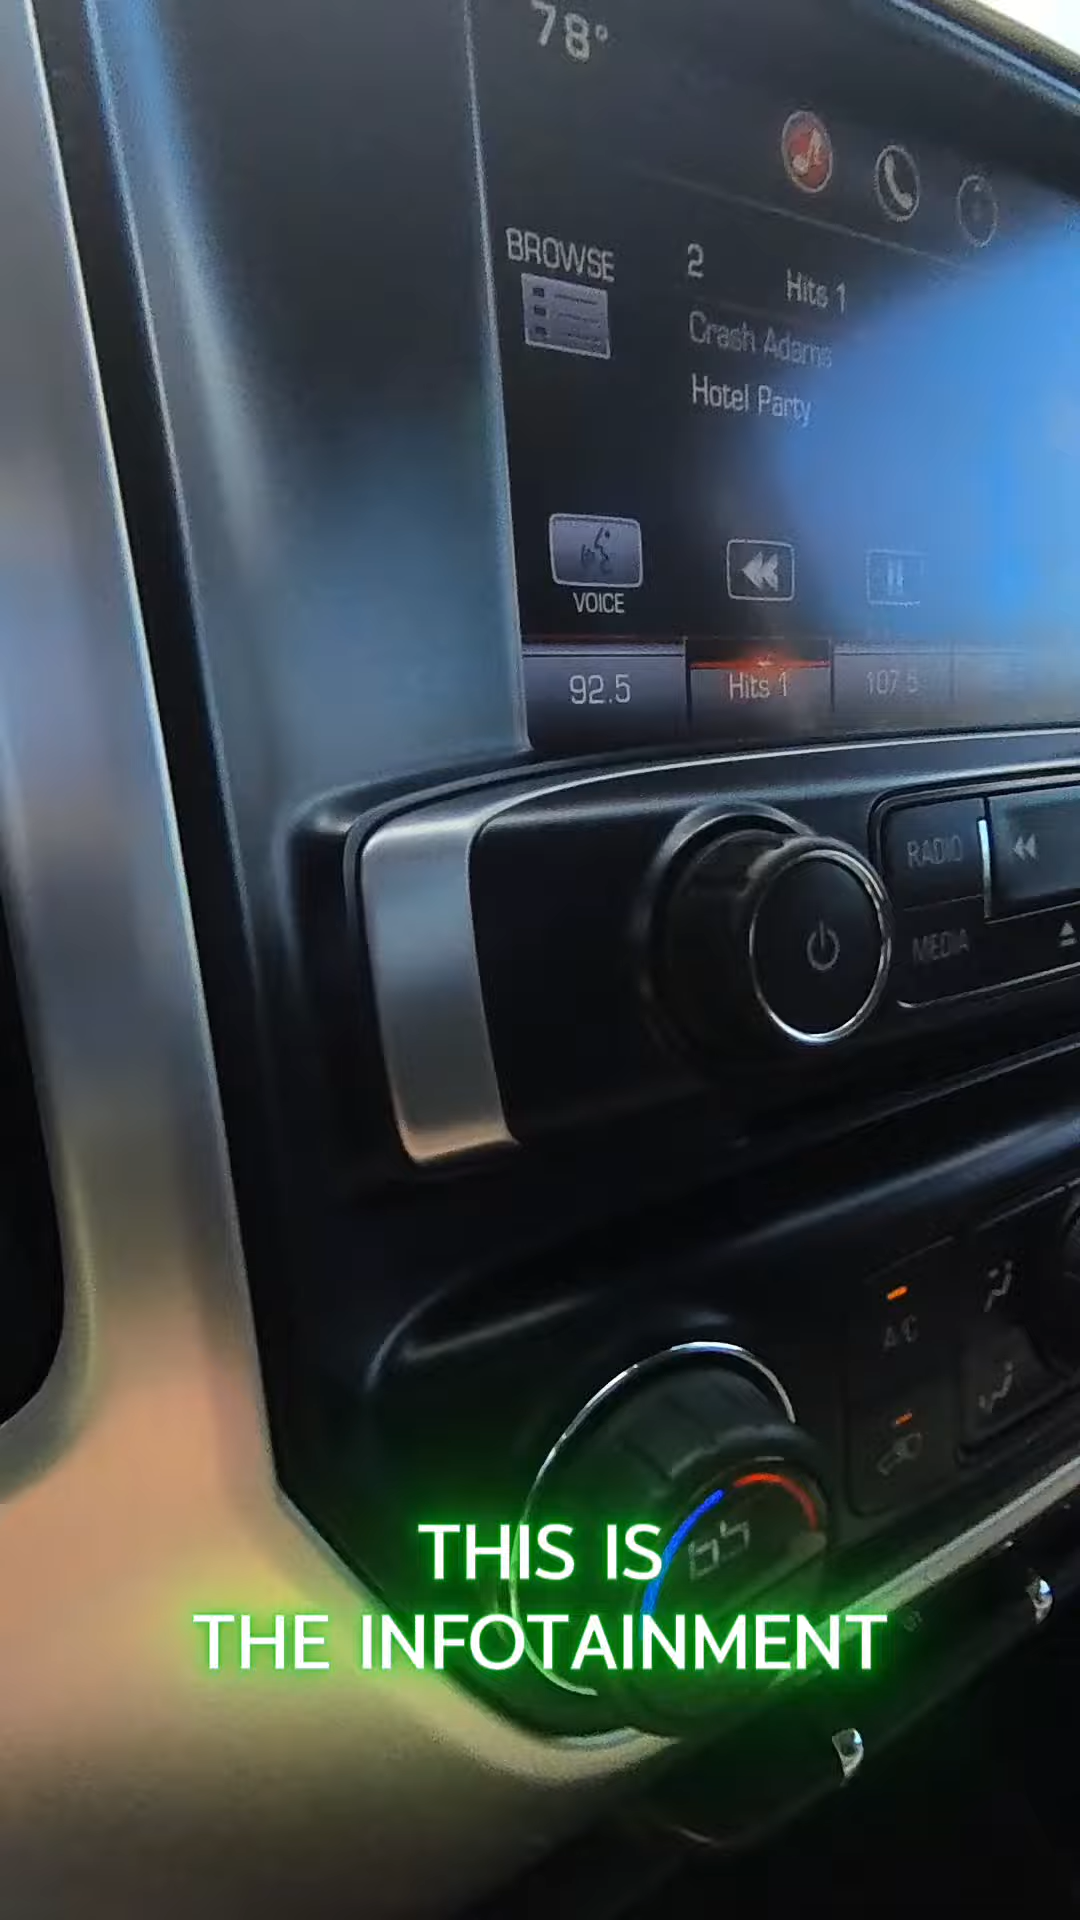 78°
BROWSE
2
Hits 1
Crash Adams
Hotel Party
VOICE
92.5
Hits 1
107.5
RADIO
MEDIA
A/C
65
THIS IS
THE INFOTAINMENT